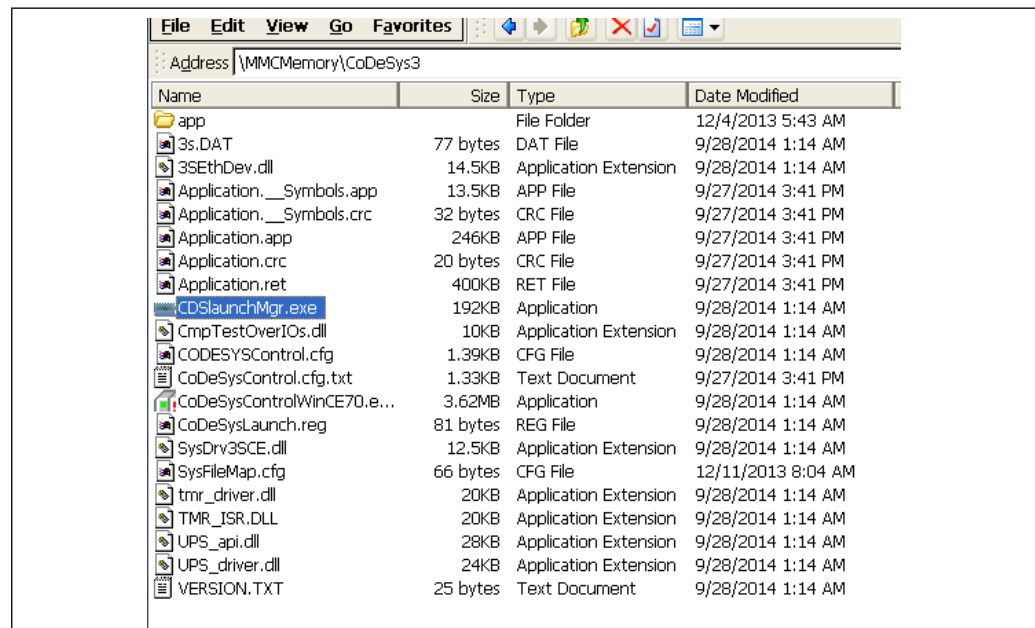 File Edit View Go Favorites
Address \MMCMemory\CoDeSys3
Name Size Type Date Modified
app File Folder 12/4/2013 5:43 AM
3s.DAT 77 bytes DAT File 9/28/2014 1:14 AM
3SEthDev.dll 14.5KB Application Extension 9/28/2014 1:14 AM
Application.__Symbols.app 13.5KB APP File 9/27/2014 3:41 PM
Application.__Symbols.crc 32 bytes CRC File 9/27/2014 3:41 PM
Application.app 246KB APP File 9/27/2014 3:41 PM
Application.crc 20 bytes CRC File 9/27/2014 3:41 PM
Application.ret 400KB RET File 9/27/2014 3:41 PM
CDSlaunchMgr.exe 192KB Application 9/28/2014 1:14 AM
CmpTestOverIOs.dll 10KB Application Extension 9/28/2014 1:14 AM
CODESYSControl.cfg 1.39KB CFG File 9/28/2014 1:14 AM
CoDeSysControl.cfg.txt 1.33KB Text Document 9/27/2014 3:41 PM
CoDeSysControlWinCE70.e... 3.62MB Application 9/28/2014 1:14 AM
CoDeSysLaunch.reg 81 bytes REG File 9/28/2014 1:14 AM
SysDrv3SCE.dll 12.5KB Application Extension 9/28/2014 1:14 AM
SysFileMap.cfg 66 bytes CFG File 12/11/2013 8:04 AM
tmr_driver.dll 20KB Application Extension 9/28/2014 1:14 AM
TMR_ISR.DLL 20KB Application Extension 9/28/2014 1:14 AM
UPS_api.dll 28KB Application Extension 9/28/2014 1:14 AM
UPS_driver.dll 24KB Application Extension 9/28/2014 1:14 AM
VERSION.TXT 25 bytes Text Document 9/28/2014 1:14 AM